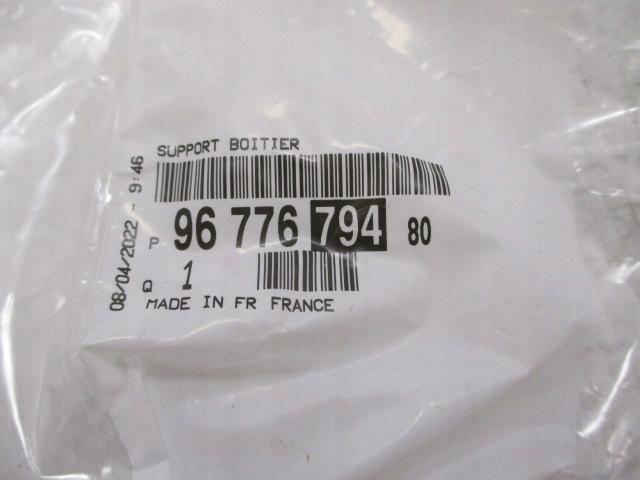 SUPPORT BOITIER
P 96 776 794 80
Q 1
MADE IN FR FRANCE
08/04/2022 - 9:46